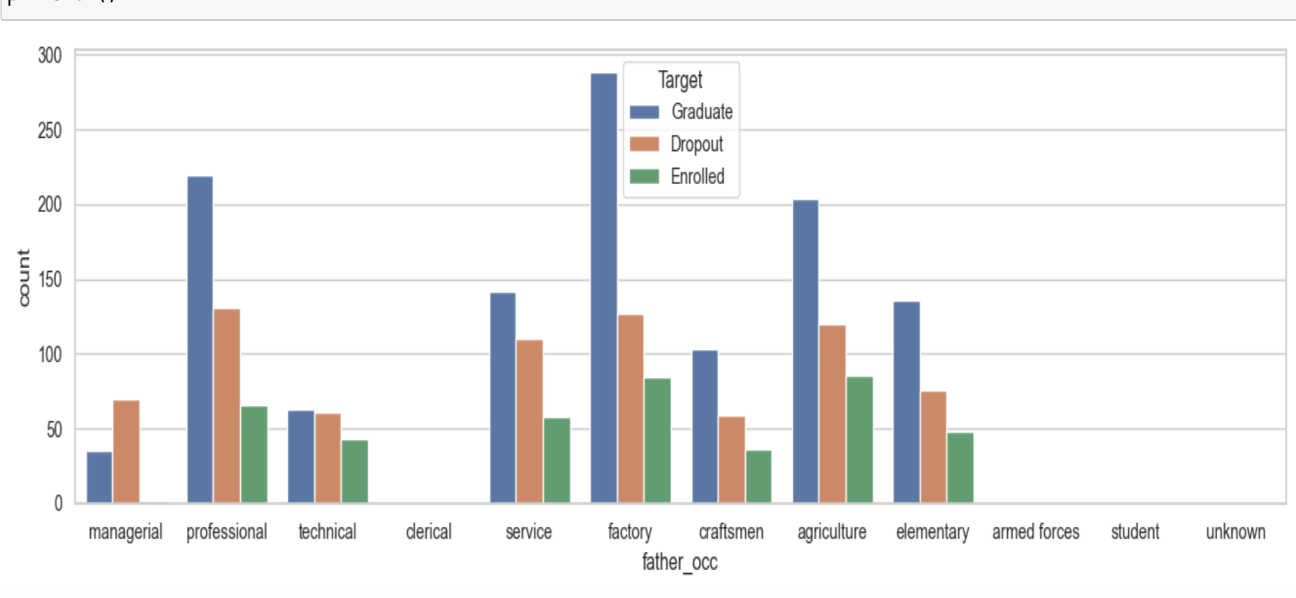 300
250
200
150
100
50
0
count
Target
Graduate
Dropout
Enrolled
managerial professional technical clerical service factory craftsmen agriculture elementary armed forces student unknown
father_occ